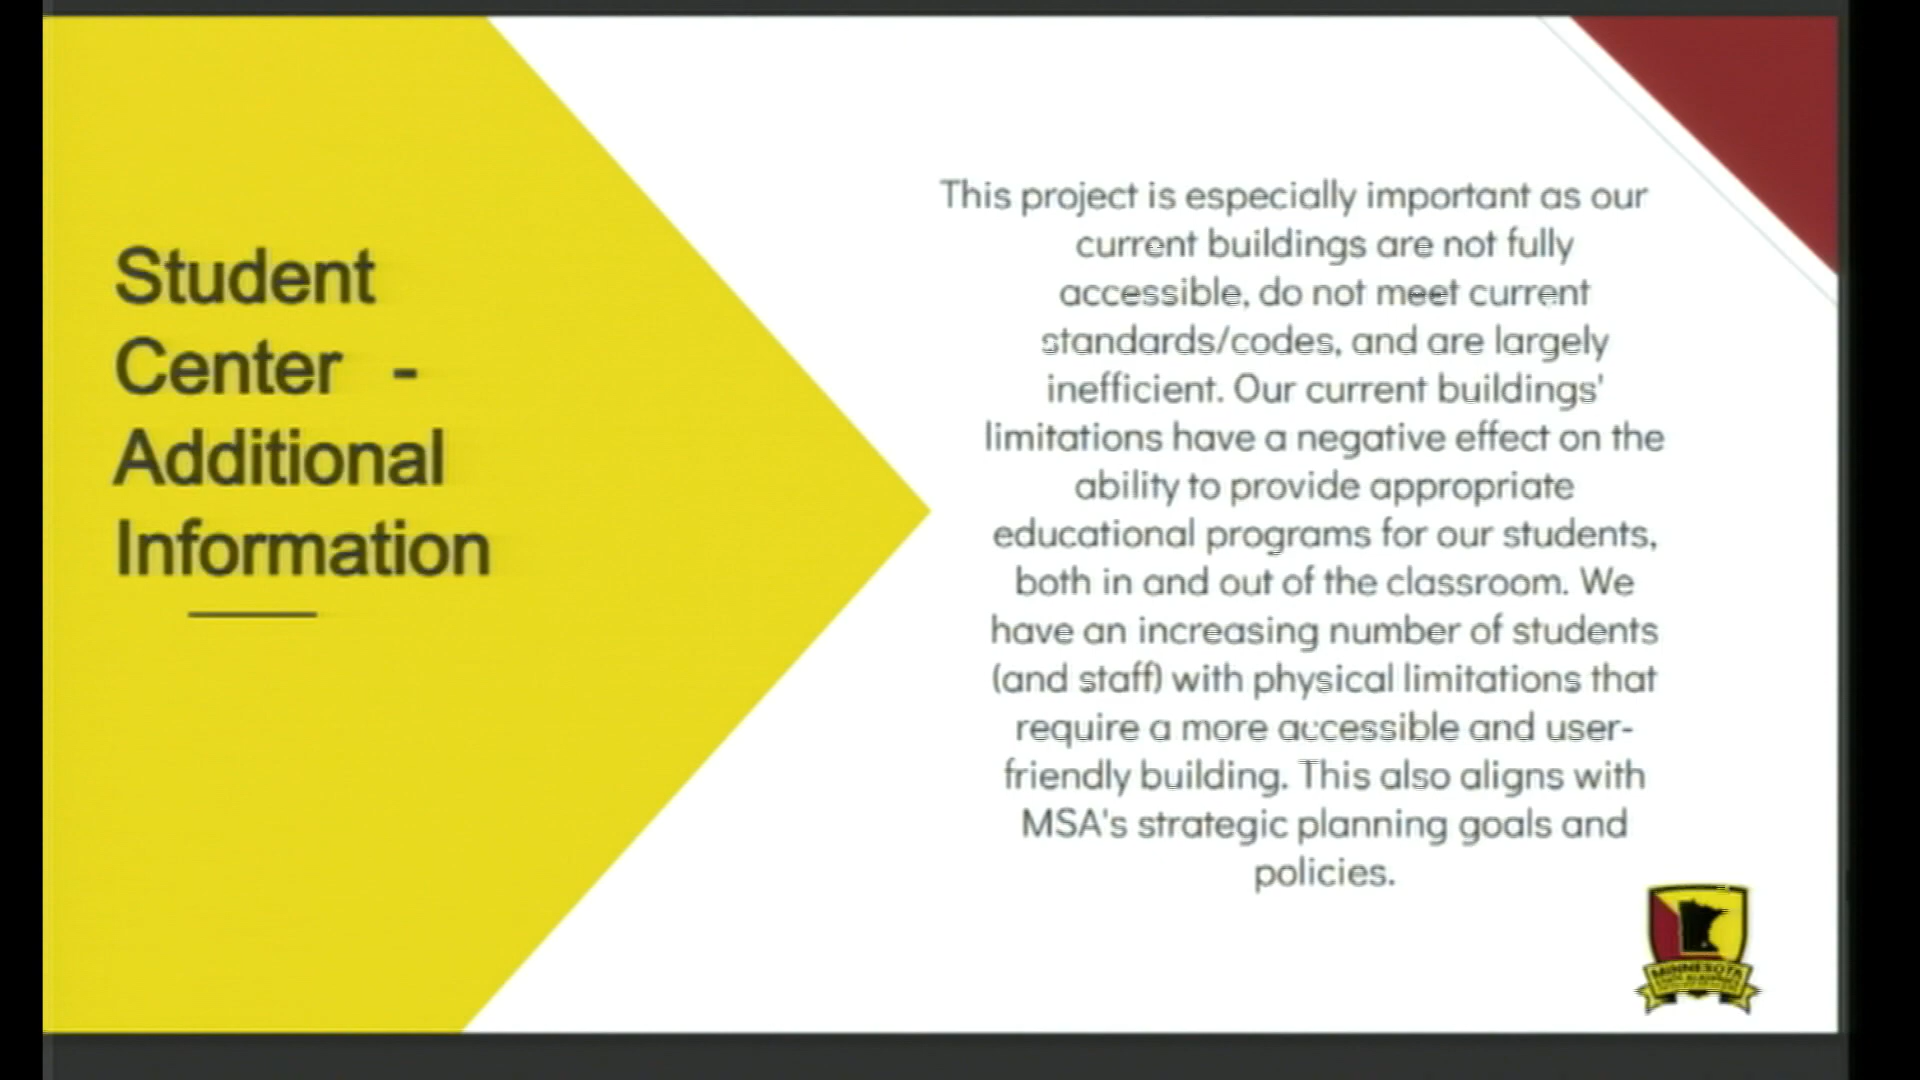 Student
Center -
Additional
Information
This project is especially important as our
current buildings are not fully
accessible, do not meet current
standards/codes, and are largely
inefficient. Our current buildings'
limitations have a negative effect on the
ability to provide appropriate
educational programs for our students,
both in and out of the classroom. We
have an increasing number of students
(and staff) with physical limitations that
require a more accessible and user-
friendly building. This also aligns with
MSA's strategic planning goals and
policies.
MINNESOTA